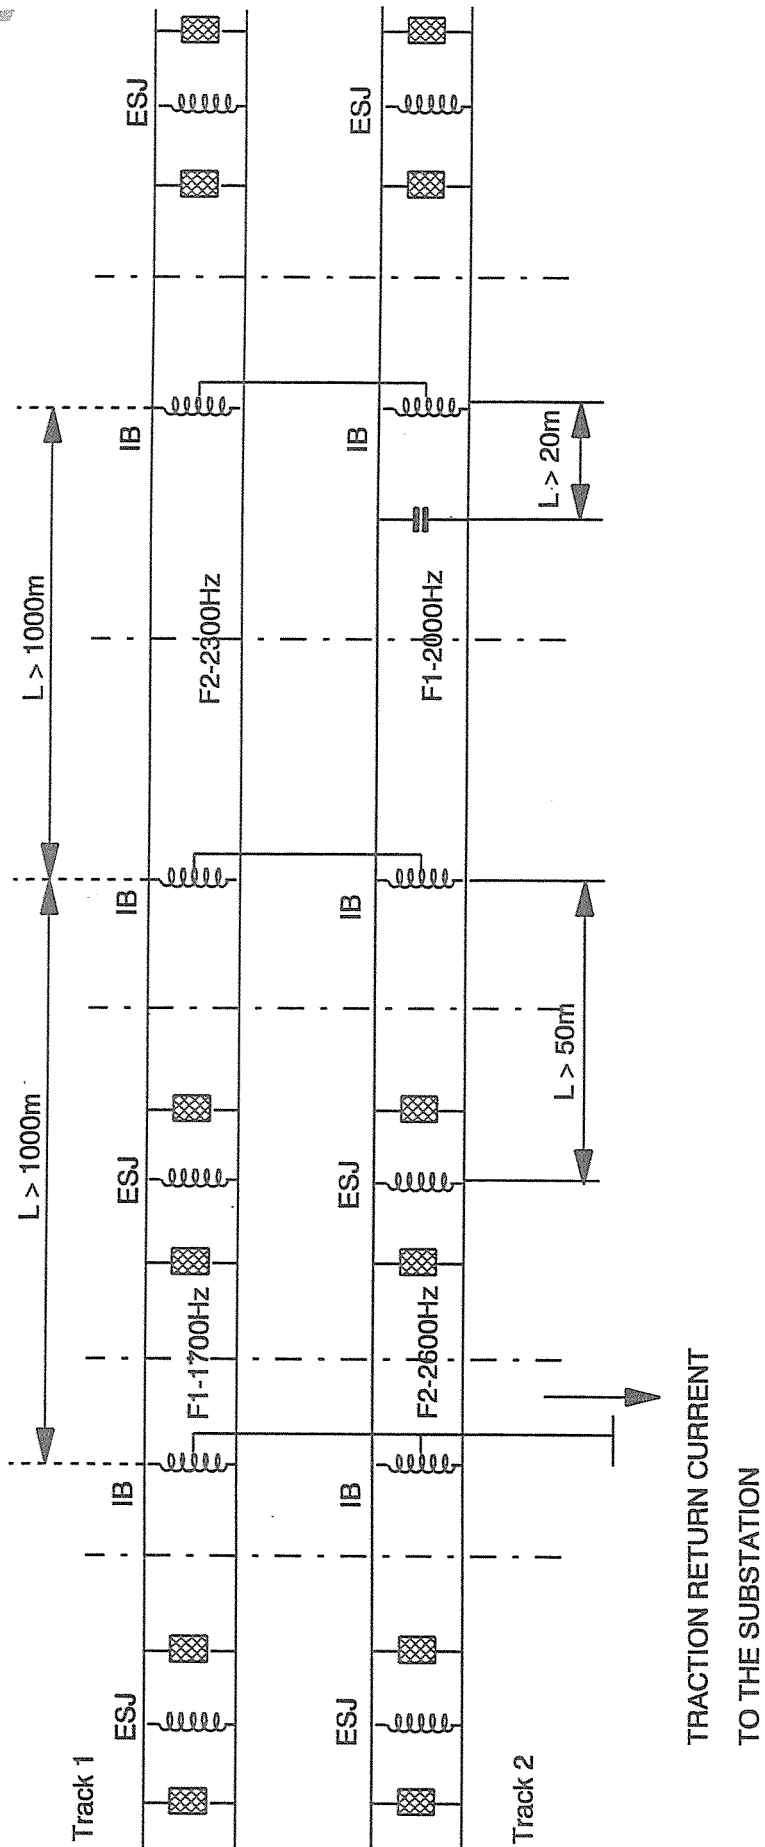 L > 1000m
L > 1000m
Track 1
ESJ
IB
ESJ
IB
IB
ESJ
F1-1700Hz
F2-2300Hz
ESJ
IB
ESJ
IB
IB
ESJ
F2-2600Hz
F1-2000Hz
Track 2
L > 50m
L > 20m
TRACTION RETURN CURRENT
TO THE SUBSTATION